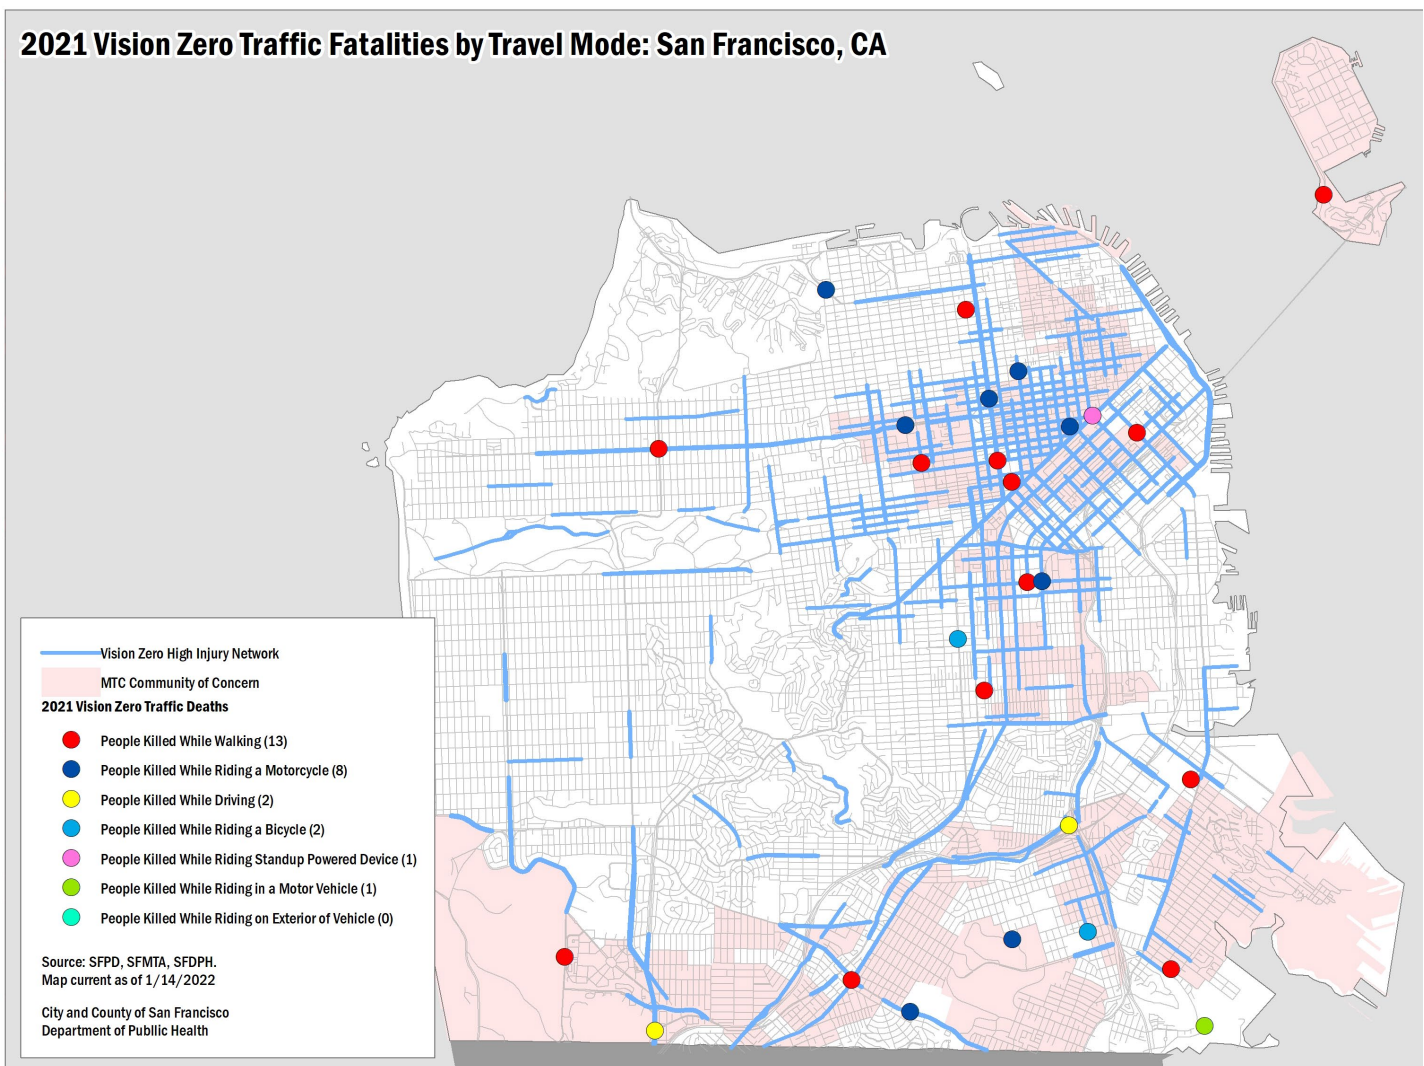 2021 Vision Zero Traffic Fatalities by Travel Mode: San Francisco, CA
Vision Zero High Injury Network
MTC Community of Concern
2021 Vision Zero Traffic Deaths
People Killed While Walking (13)
People Killed While Riding a Motorcycle (8)
People Killed While Driving (2)
People Killed While Riding a Bicycle (2)
People Killed While Riding Standup Powered Device (1)
People Killed While Riding in a Motor Vehicle (1)
People Killed While Riding on Exterior of Vehicle (0)
Source: SFPD, SFMTA, SFDPH.
Map current as of 1/14/2022
City and County of San Francisco
Department of Publlic Health